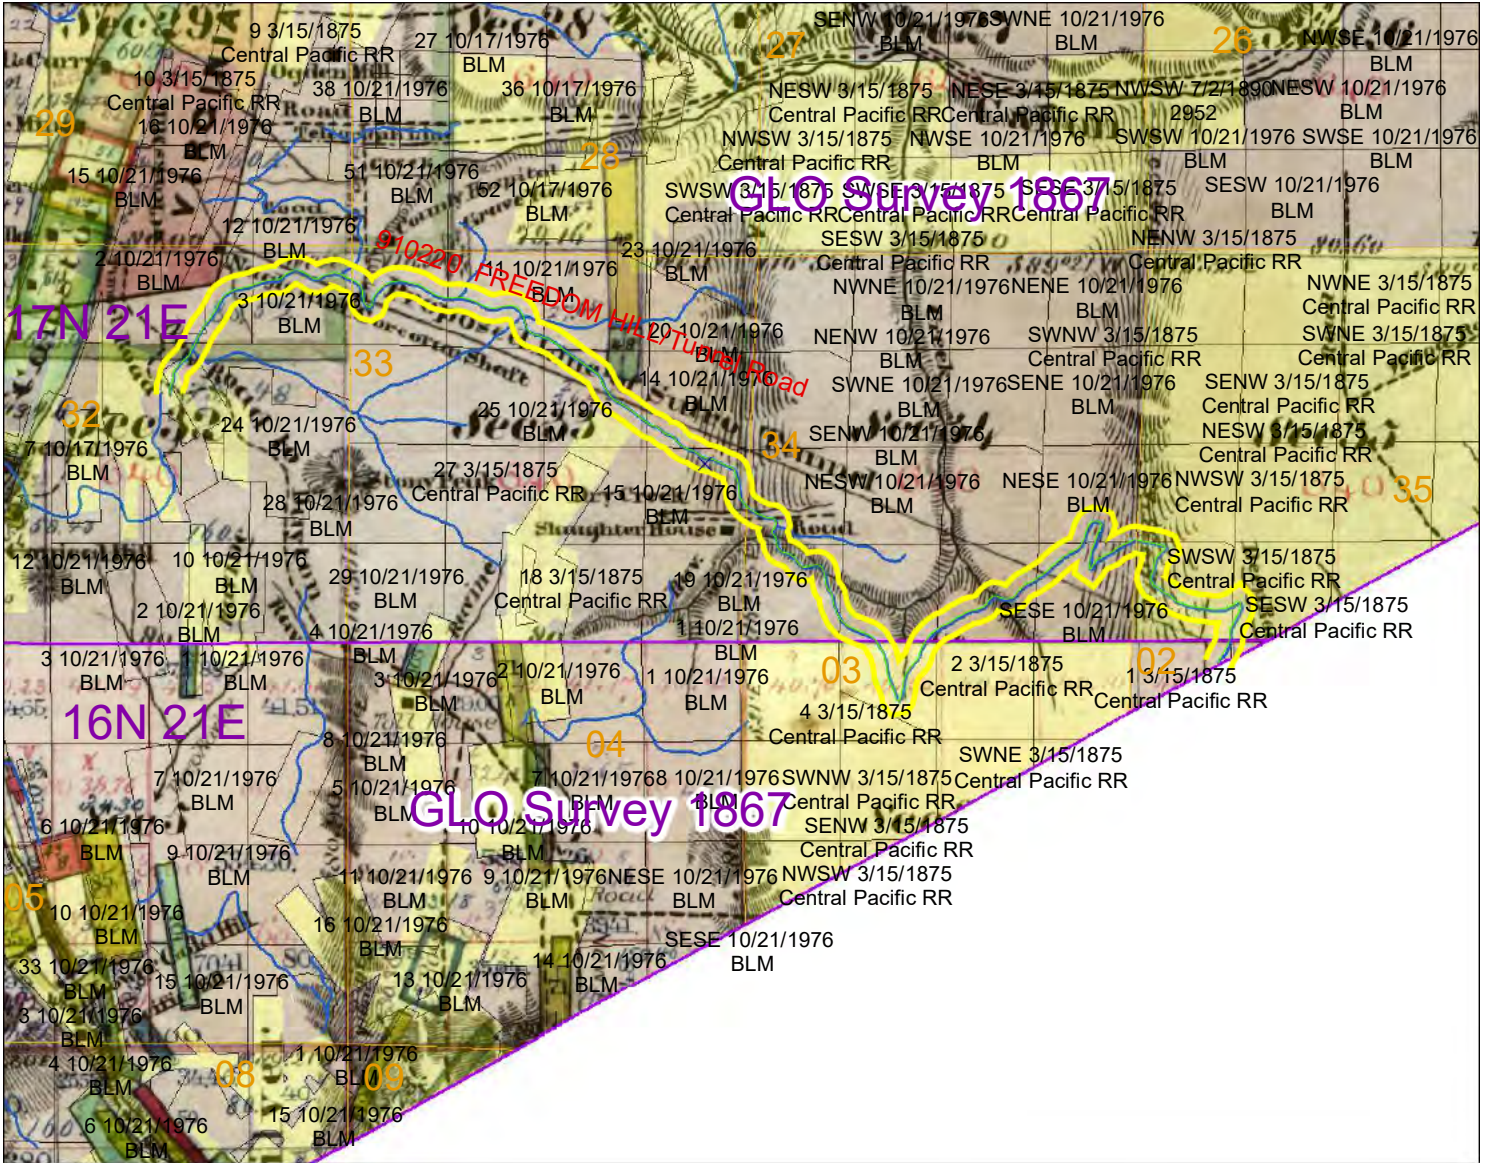 9 3/15/1875
Central Pacific RR
27 10/17/1976
BLM
SENW 10/21/1976
BLM
SWNE 10/21/1976
BLM
27
26
NWSE 10/21/1976
BLM
10 3/15/1875
Central Pacific RR
38 10/21/1976
BLM
36 10/17/1976
BLM
NESW 3/15/1875
Central Pacific RR
NESE 3/15/1875
Central Pacific RR
NWSW 7/2/1890
2952
NESW 10/21/1976
BLM
29
16 10/21/1976
BLM
28
NWSW 3/15/1875
Central Pacific RR
NWSE 10/21/1976
BLM
SWSW 10/21/1976
BLM
SWSE 10/21/1976
BLM
15 10/21/1976
BLM
51 10/21/1976
BLM
52 10/17/1976
BLM
SWSW 3/15/1875
Central Pacific RR
SWSE 3/15/1875
Central Pacific RR
SESE 3/15/1875
Central Pacific RR
GLO Survey 1867
SESW 10/21/1976
BLM
12 10/21/1976
BLM
2 10/21/1976
BLM
11 10/21/1976
BLM
23 10/21/1976
BLM
SESW 3/15/1875
Central Pacific RR
NENW 3/15/1875
Central Pacific RR
910220 FREEDOM HILL/Tunnel Road
17N 21E
3 10/21/1976
BLM
NWNE 10/21/1976
BLM
NENE 10/21/1976
BLM
NWNE 3/15/1875
Central Pacific RR
20 10/21/1976
BLM
NENW 10/21/1976
BLM
SWNW 3/15/1875
Central Pacific RR
SWNE 3/15/1875
Central Pacific RR
33
14 10/21/1976
BLM
SWNE 10/21/1976
BLM
SENE 10/21/1976
BLM
SENW 3/15/1875
Central Pacific RR
32
24 10/21/1976
BLM
25 10/21/1976
BLM
34
SENW 10/21/1976
BLM
NESW 3/15/1875
Central Pacific RR
7 10/17/1976
BLM
27 3/15/1875
Central Pacific RR
15 10/21/1976
BLM
NESW 10/21/1976
BLM
NESE 10/21/1976
BLM
NWSW 3/15/1875
Central Pacific RR
35
28 10/21/1976
BLM
Slaughter House
Road
12 10/21/1976
BLM
10 10/21/1976
BLM
29 10/21/1976
BLM
18 3/15/1875
Central Pacific RR
19 10/21/1976
BLM
SWSW 3/15/1875
Central Pacific RR
2 10/21/1976
BLM
4 10/21/1976
BLM
1 10/21/1976
BLM
SESE 10/21/1976
BLM
SESW 3/15/1875
Central Pacific RR
3 10/21/1976
BLM
1 10/21/1976
BLM
3 10/21/1976
BLM
2 10/21/1976
BLM
1 10/21/1976
BLM
03
2 3/15/1875
Central Pacific RR
02
1 3/15/1875
Central Pacific RR
16N 21E
4 3/15/1875
Central Pacific RR
8 10/21/1976
BLM
04
SWNE 3/15/1875
Central Pacific RR
7 10/21/1976
BLM
5 10/21/1976
BLM
7 10/21/1976
BLM
8 10/21/1976
BLM
SWNW 3/15/1875
Central Pacific RR
GLO Survey 1867
6 10/21/1976
BLM
10 10/21/1976
BLM
SENW 3/15/1875
Central Pacific RR
9 10/21/1976
BLM
11 10/21/1976
BLM
9 10/21/1976
BLM
NESE 10/21/1976
BLM
NWSW 3/15/1875
Central Pacific RR
05
Road
10 10/21/1976
BLM
16 10/21/1976
BLM
SESE 10/21/1976
BLM
33 10/21/1976
BLM
15 10/21/1976
BLM
13 10/21/1976
BLM
14 10/21/1976
BLM
3 10/21/1976
BLM
4 10/21/1976
BLM
08
1 10/21/1976
BLM
09
6 10/21/1976
BLM
15 10/21/1976
BLM